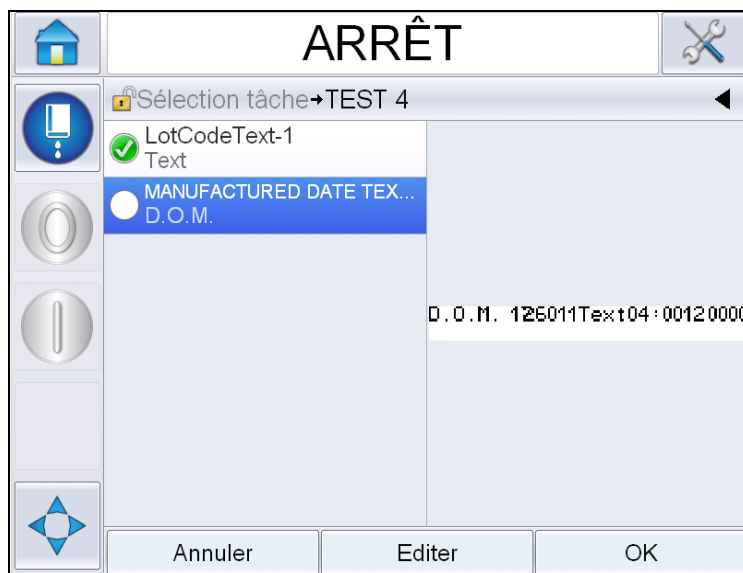 ARRÊT
Sélection tâche→TEST 4
LotCodeText-1
Text
MANUFACTURED DATE TEX...
D.O.M.
D.O.M. 126011Text04:0012000
Annuler
Editer
OK